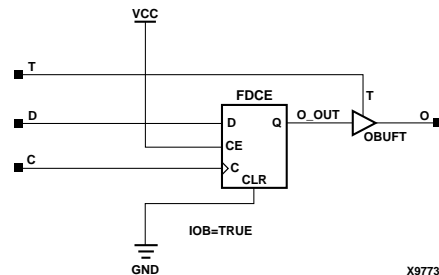 VCC
T
FDCE
T
D
D
Q
O_OUT
O
OBUFT
CE
C
C
CLR
IOB=TRUE
GND
X9773